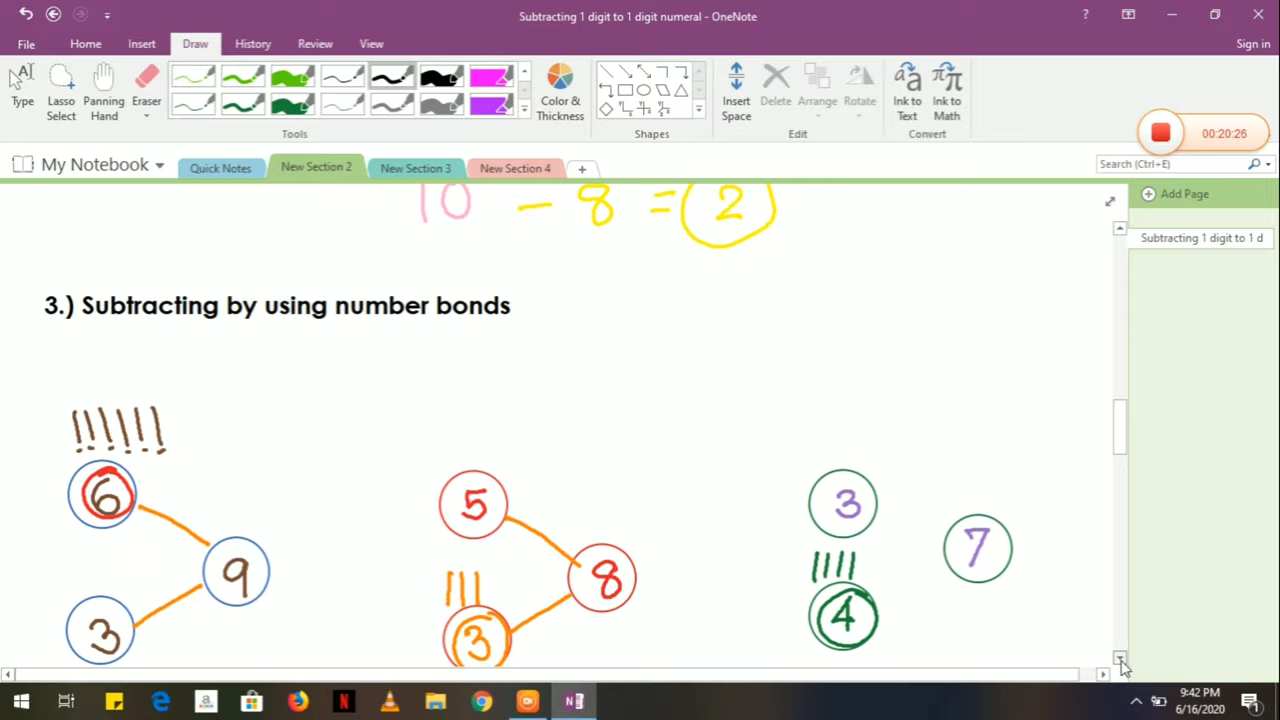 Subtracting 1 digit to 1 digit numeral - OneNote
Sign in
File Home Insert Draw History Review View
Type
Lasso Select
Panning Hand
Eraser
Color & Thickness
Insert Space
Delete
Arrange
Rotate
Ink to Text
Ink to Math
Tools
Shapes
Edit
Convert
00:20:26
My Notebook
Quick Notes
New Section 2
New Section 3
New Section 4
Search (Ctrl+E)
Add Page
Subtracting 1 digit to 1 d
10 - 8 = 2
3.) Subtracting by using number bonds
6
9
3
5
8
3
3
7
4
9:42 PM
6/16/2020